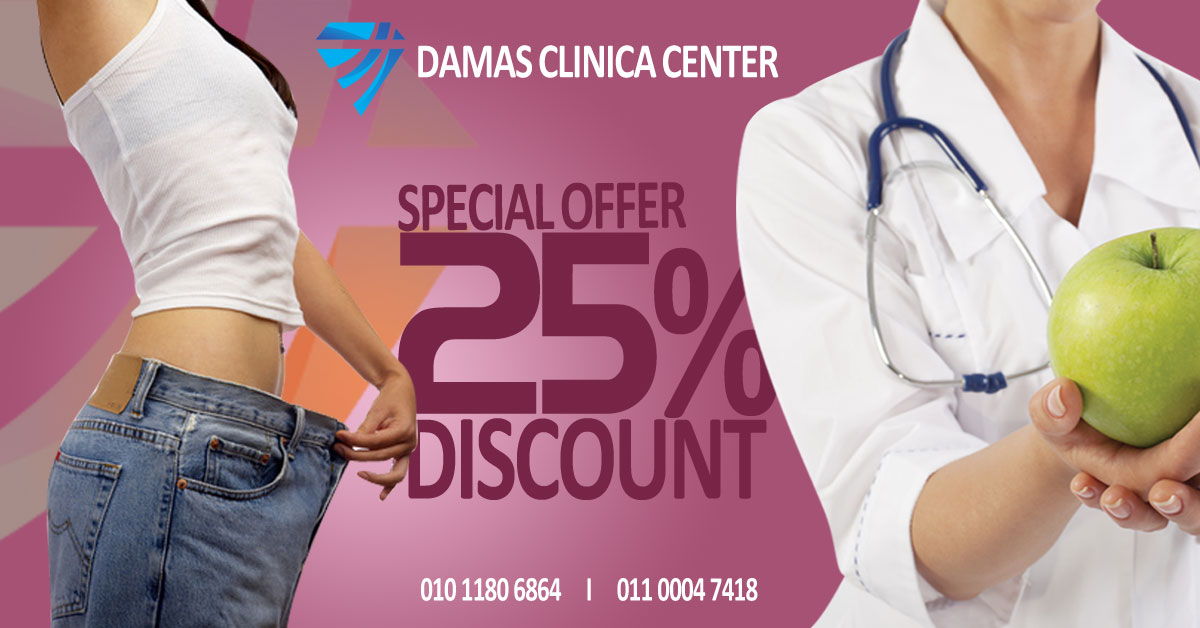 DAMAS CLINICA CENTER
SPECIAL OFFER
25%
DISCOUNT
010 1180 6864 I 011 0004 7418